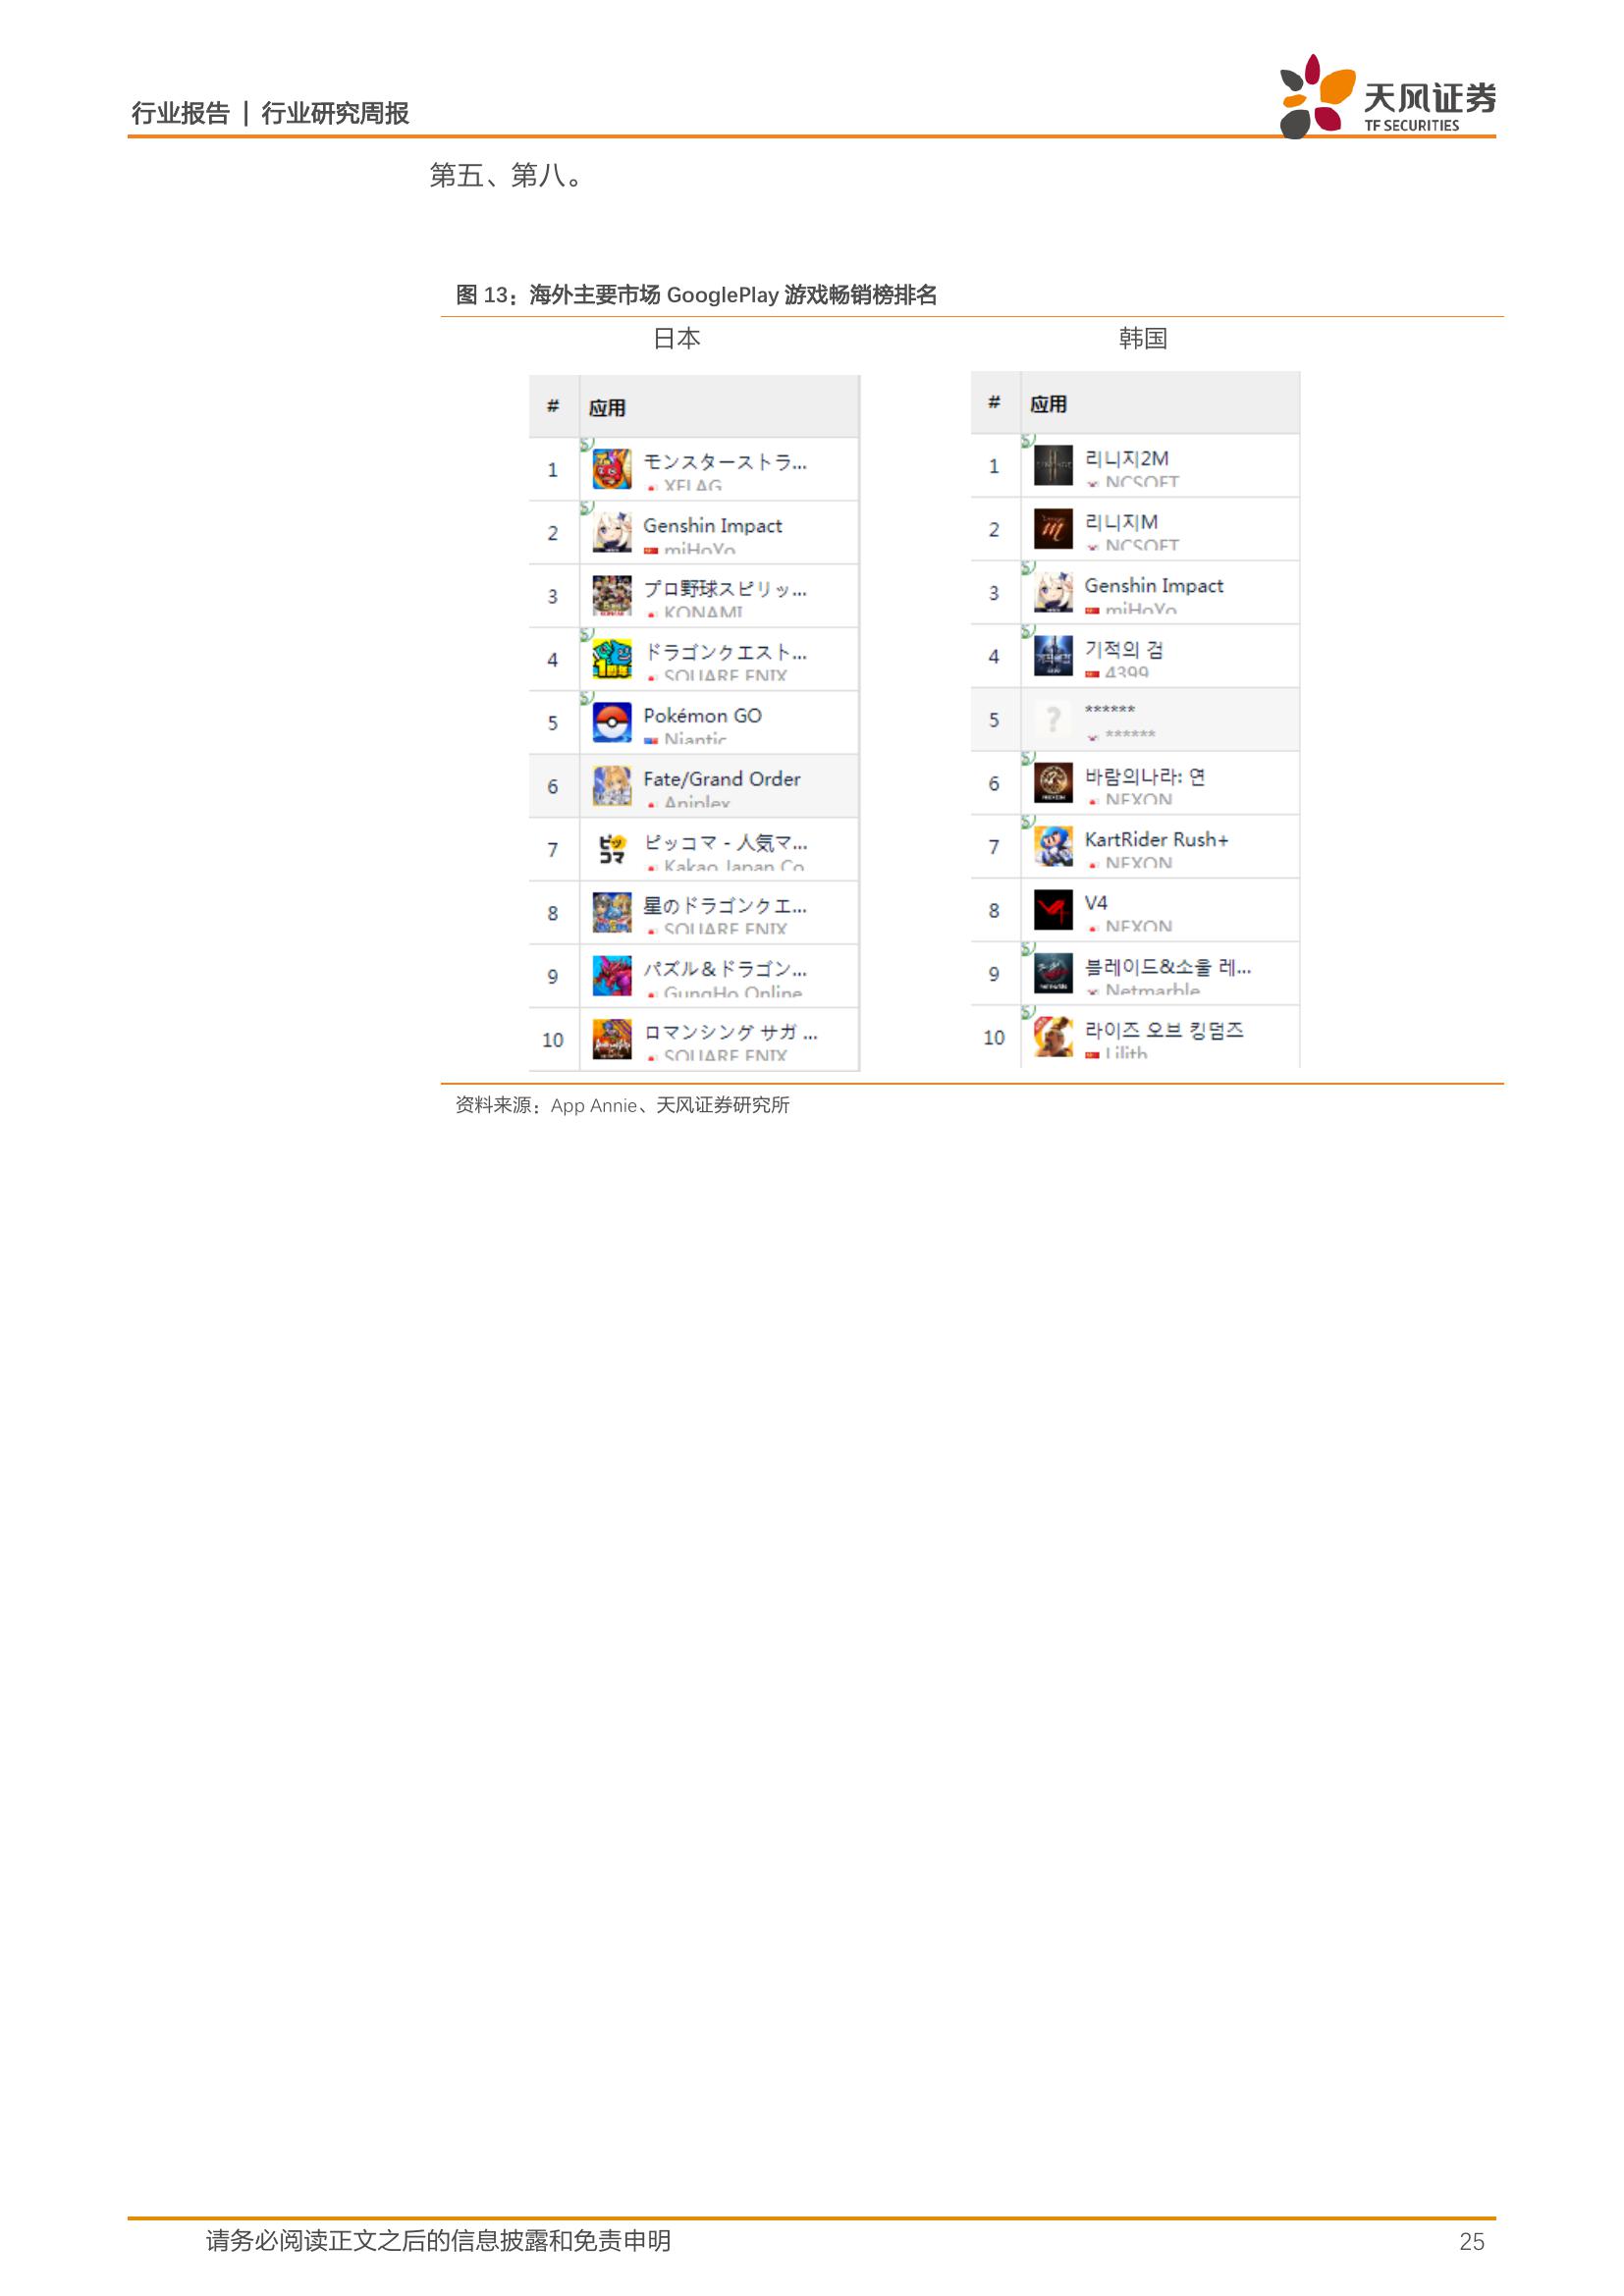 行业报告 | 行业研究周报
天风证券
TF SECURITIES
第五、第八。
图 13：海外主要市场 GooglePlay 游戏畅销榜排名
日本
# 应用
1 モンスターストラ...
XFLAG
2 Genshin Impact
miHoYo
3 プロ野球スピリッ...
KONAMI
4 ドラゴンクエスト...
SQUARE ENIX
5 Pokémon GO
Niantic
6 Fate/Grand Order
Aniplex
7 ピッコマ - 人気マ...
Kakao Japan Co
8 星のドラゴンクエ...
SQUARE ENIX
9 パズル＆ドラゴン...
GungHo Online
10 ロマンシング サガ ...
SQUARE ENIX
韩国
# 应用
1 리니지2M
NCSOFT
2 리니지M
NCSOFT
3 Genshin Impact
miHoYo
4 기적의 검
4399
5 ******
******
6 바람의나라: 연
NEXON
7 KartRider Rush+
NEXON
8 V4
NEXON
9 블레이드&소울 레...
Netmarble
10 라이즈 오브 킹덤즈
Lilith
资料来源：App Annie、天风证券研究所
请务必阅读正文之后的信息披露和免责申明
25